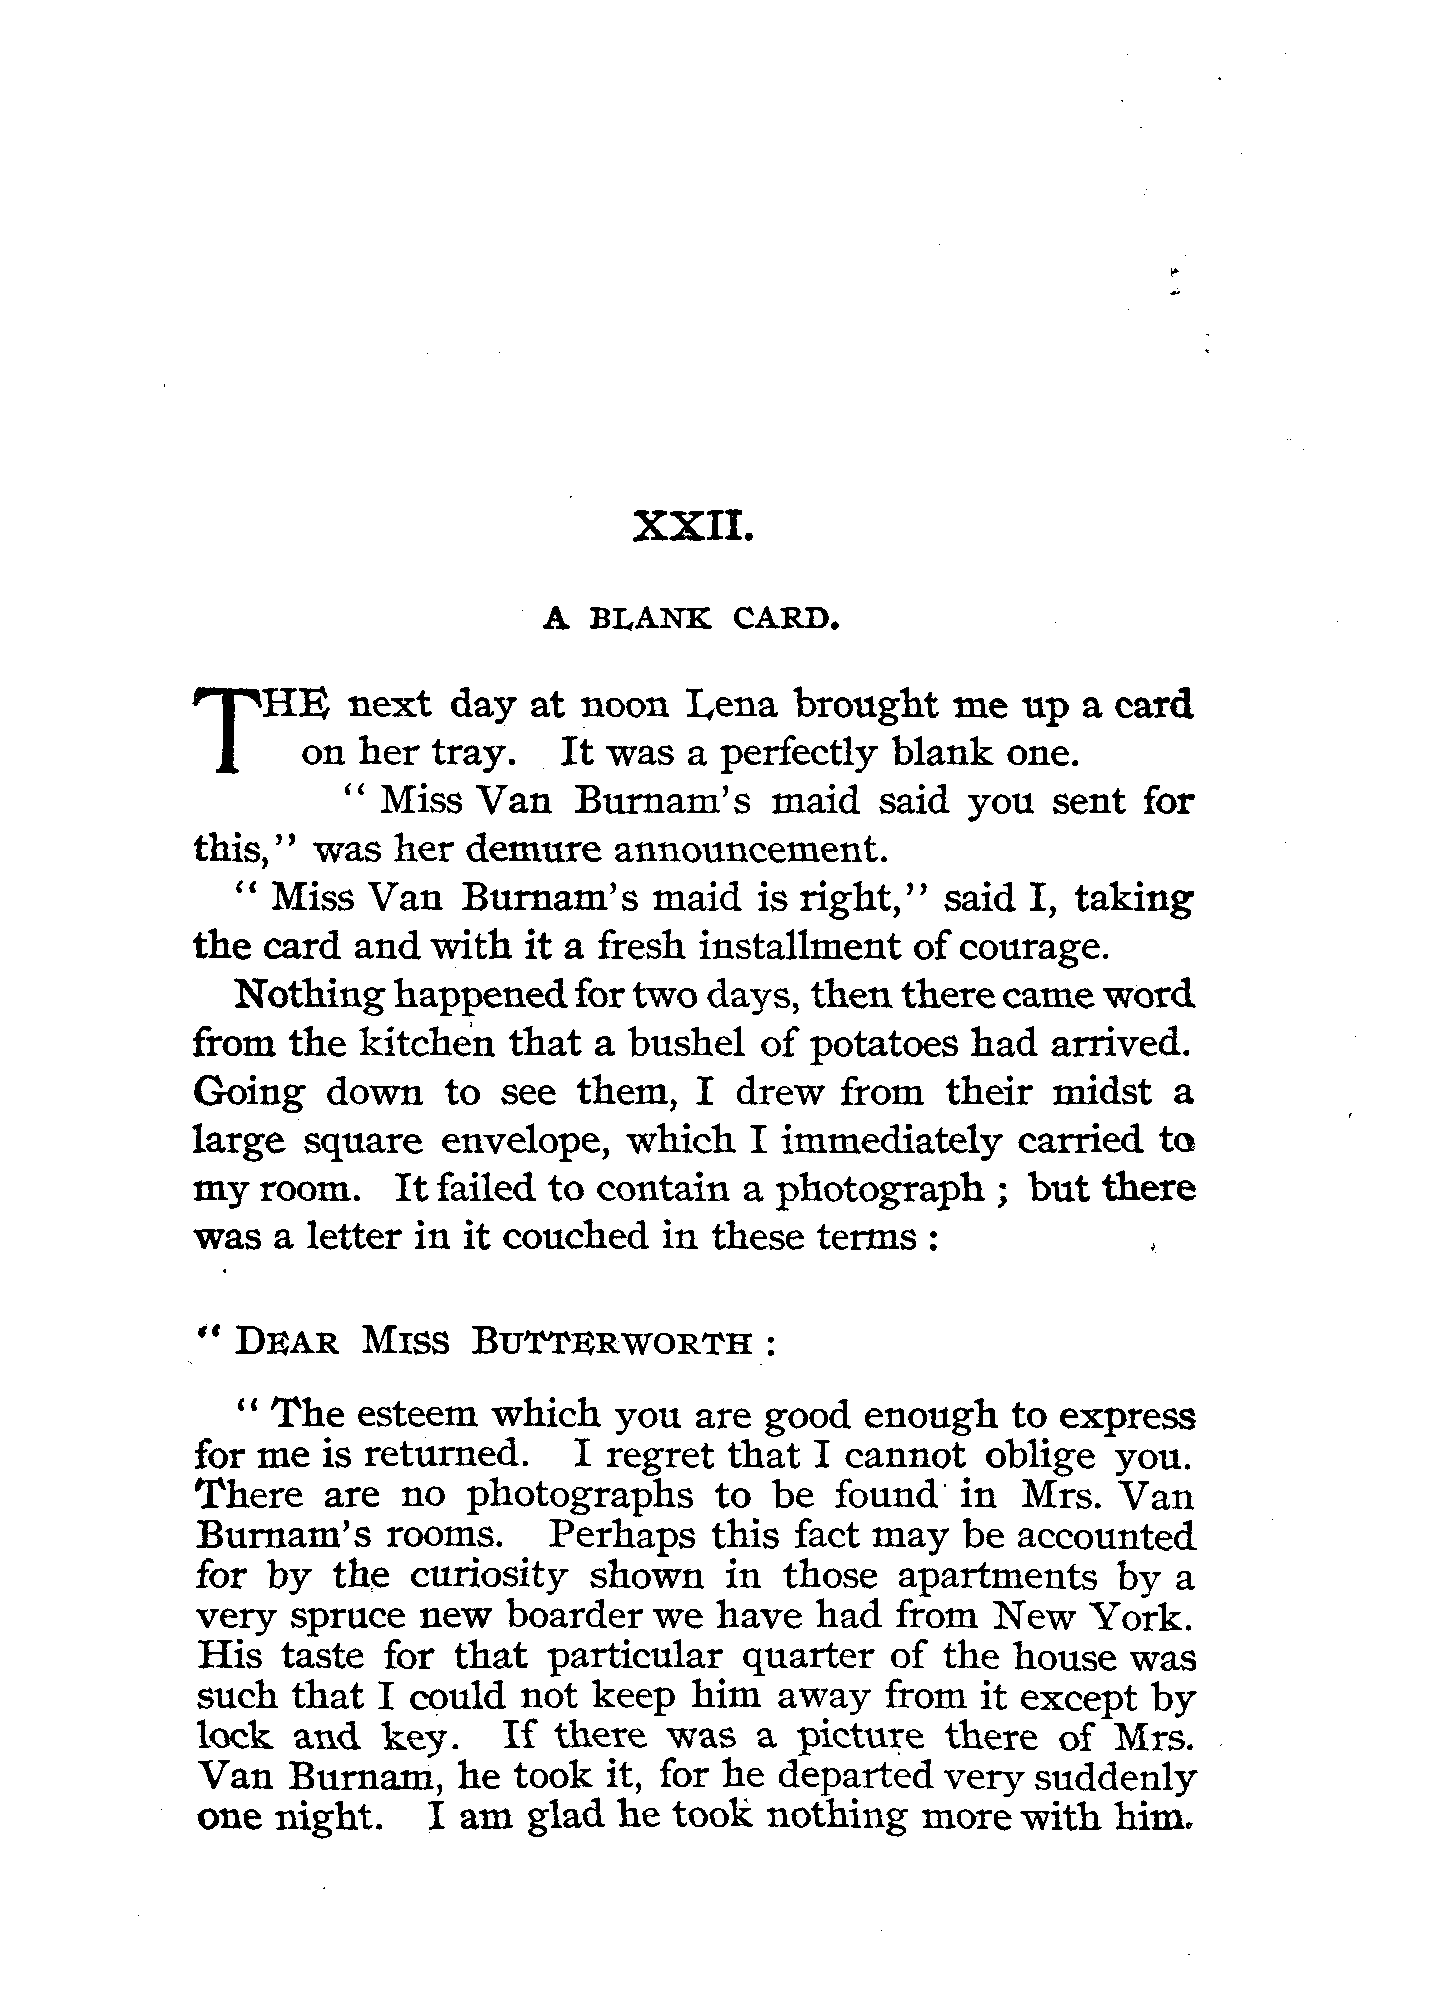 XXII.
A BLANK CARD.
THE next day at noon Lena brought me up a card
on her tray. It was a perfectly blank one.
" Miss Van Burnam's maid said you sent for
this," was her demure announcement.
" Miss Van Burnam's maid is right," said I, taking
the card and with it a fresh installment of courage.
Nothing happened for two days, then there came word
from the kitchen that a bushel of potatoes had arrived.
Going down to see them, I drew from their midst a
large square envelope, which I immediately carried to
my room. It failed to contain a photograph ; but there
was a letter in it couched in these terms :
" DEAR MISS BUTTERWORTH :
" The esteem which you are good enough to express
for me is returned. I regret that I cannot oblige you.
There are no photographs to be found in Mrs. Van
Burnam's rooms. Perhaps this fact may be accounted
for by the curiosity shown in those apartments by a
very spruce new boarder we have had from New York.
His taste for that particular quarter of the house was
such that I could not keep him away from it except by
lock and key. If there was a picture there of Mrs.
Van Burnam, he took it, for he departed very suddenly
one night. I am glad he took nothing more with him.